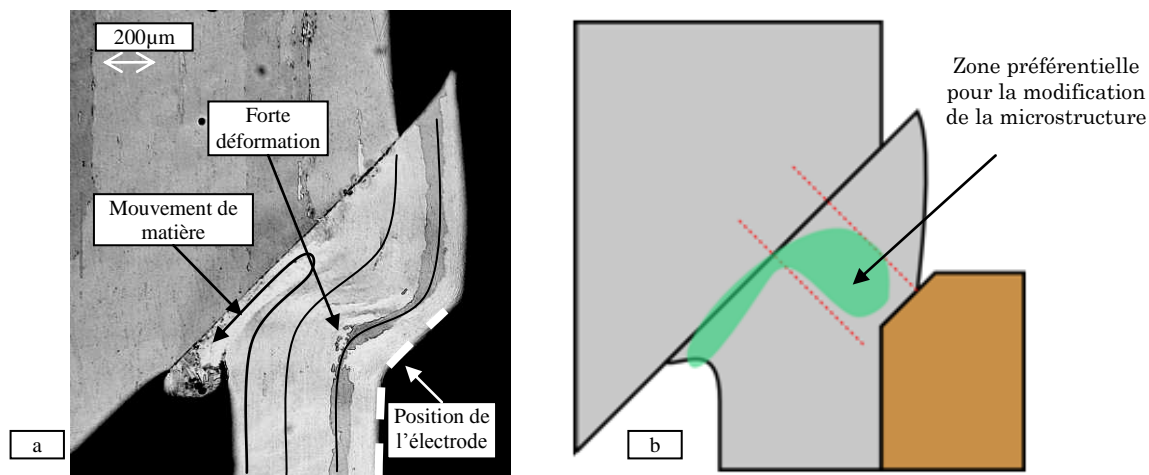 200µm
Forte
déformation
Mouvement de
matière
Position de
l'électrode
a
Zone préférentielle
pour la modification
de la microstructure
b